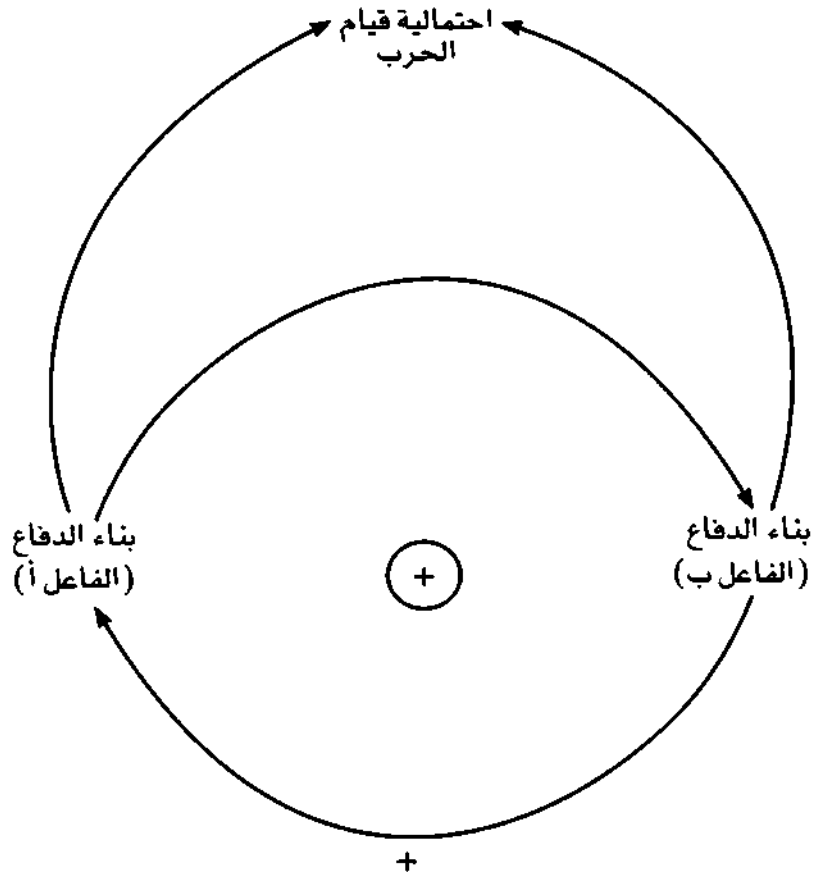 احتمالية قيام
الحرب
بناء الدفاع
(الفاعل ب)
بناء الدفاع
(الفاعل أ)
+
+